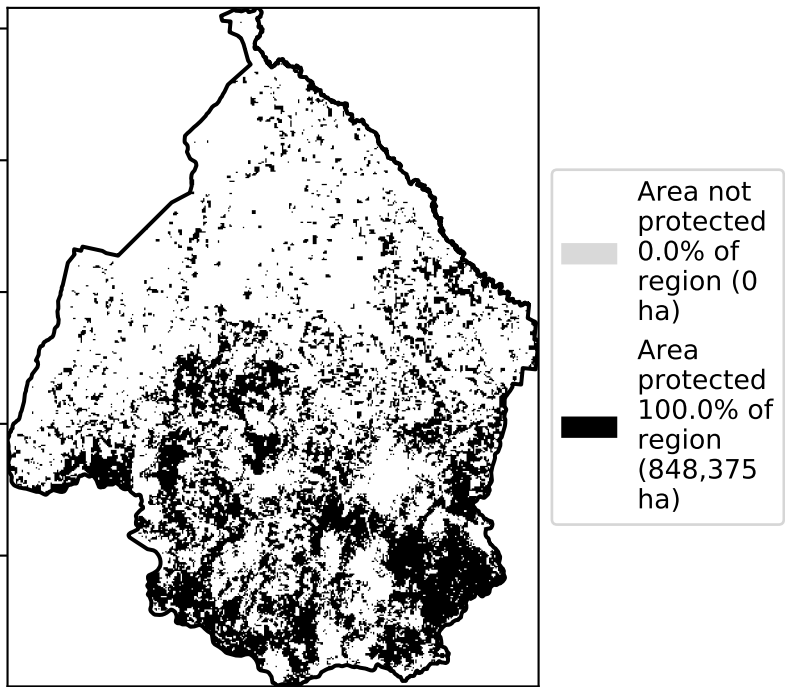 Area not
protected
0.0% of
region (0
ha)
Area
protected
100.0% of
region
(848,375
ha)